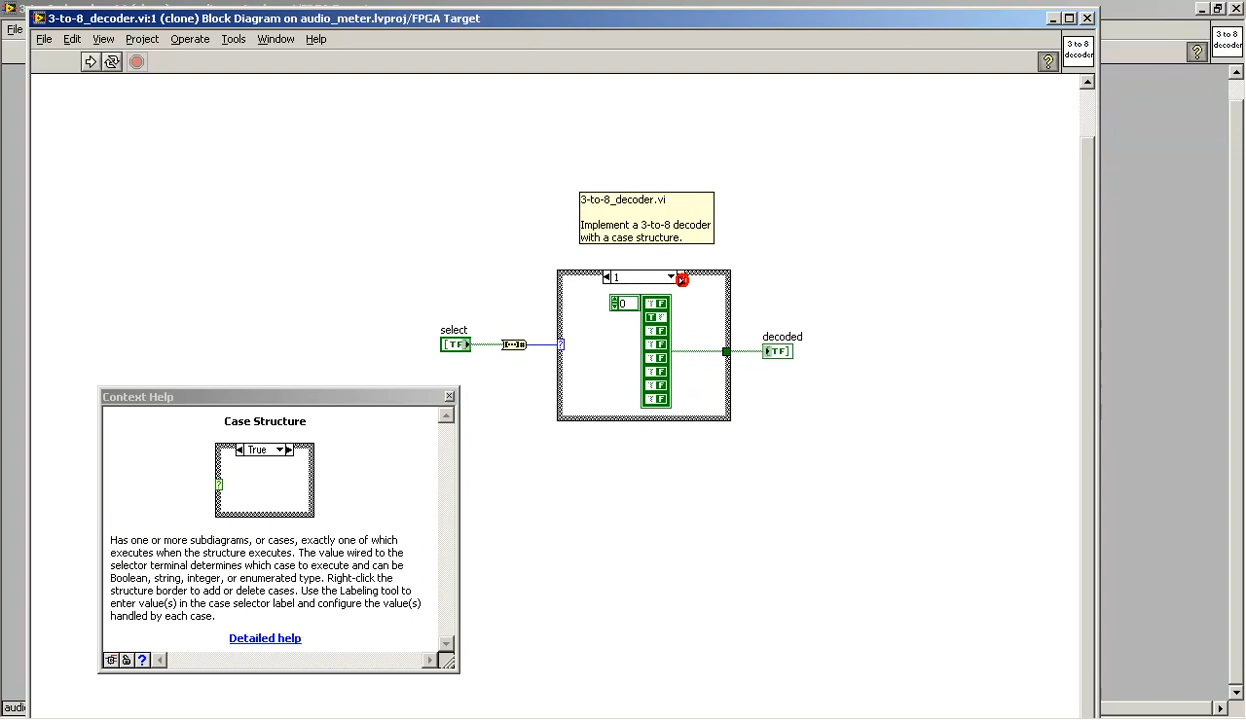 3-to-8_decoder.vi:1 (clone) Block Diagram on audio_meter.lvproj/FPGA Target
File Edit View Project Operate Tools Window Help
3 to 8
decoder
3 to 8
decoder
3-to-8_decoder.vi
Implement a 3-to-8 decoder
with a case structure.
1
0
select
TF
decoded
TF
Context Help
Case Structure
True
Has one or more subdiagrams, or cases, exactly one of which
executes when the structure executes. The value wired to the
selector terminal determines which case to execute and can be
Boolean, string, integer, or enumerated type. Right-click the
structure border to add or delete cases. Use the Labeling tool to
enter value(s) in the case selector label and configure the value(s)
handled by each case.
Detailed help